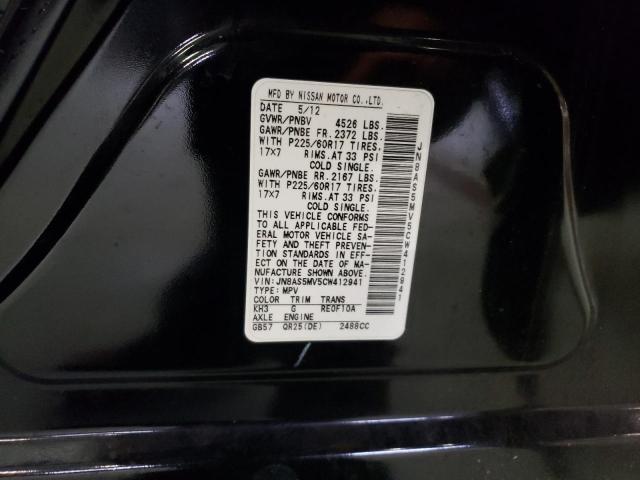 MFD BY NISSAN MOTOR CO.,LTD.
DATE 5/12
GVWR/PNBV 4526 LBS.
GAWR/PNBE FR. 2372 LBS.
WITH P225/60R17 TIRES.
17X7 RIMS.AT 33 PSI
COLD SINGLE.
GAWR/PNBE RR. 2167 LBS.
WITH P225/60R17 TIRES.
17X7 RIMS.AT 33 PSI
COLD SINGLE.
THIS VEHICLE CONFORMS
TO ALL APPLICABLE FED-
ERAL MOTOR VEHICLE SA-
FETY AND THEFT PREVEN-
TION STANDARDS IN EFF-
ECT ON THE DATE OF MA-
NUFACTURE SHOWN ABOVE.
VIN:JN8AS5MV5CW412941
TYPE: MPV
COLOR TRIM TRANS
KH3 G RE0F10A
AXLE ENGINE
GB57 QR25(DE) 2488CC
JN8AS5MV5CW412941